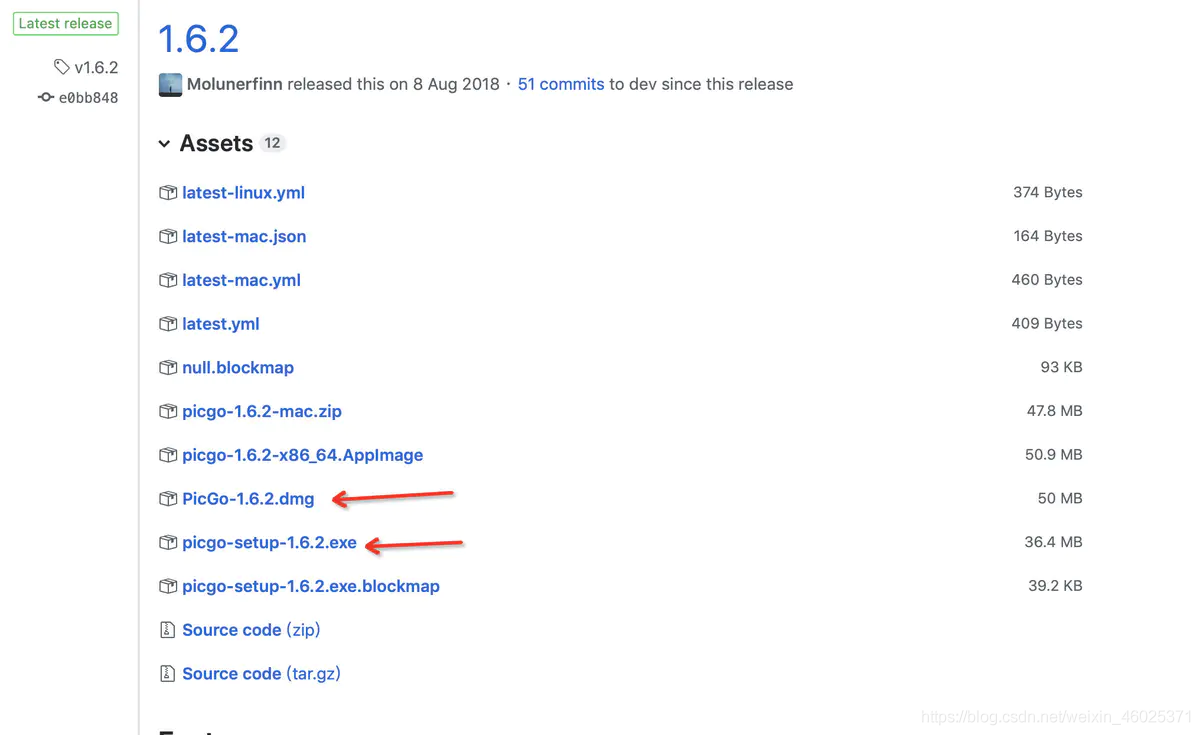 Latest release
v1.6.2
e0bb848
1.6.2
Molunerfinn released this on 8 Aug 2018 · 51 commits to dev since this release
Assets 12
latest-linux.yml 374 Bytes
latest-mac.json 164 Bytes
latest-mac.yml 460 Bytes
latest.yml 409 Bytes
null.blockmap 93 KB
picgo-1.6.2-mac.zip 47.8 MB
picgo-1.6.2-x86_64.AppImage 50.9 MB
PicGo-1.6.2.dmg 50 MB
picgo-setup-1.6.2.exe 36.4 MB
picgo-setup-1.6.2.exe.blockmap 39.2 KB
Source code (zip)
Source code (tar.gz)
https://blog.csdn.net/weixin_46025371